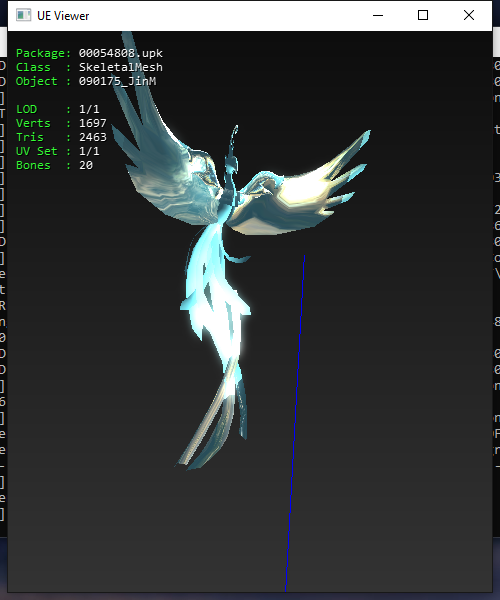 UE Viewer
Package: 00054808.upk
Class  : SkeletalMesh
Object : 090175_JinM
LOD    : 1/1
Verts  : 1697
Tris   : 2463
UV Set : 1/1
Bones  : 20